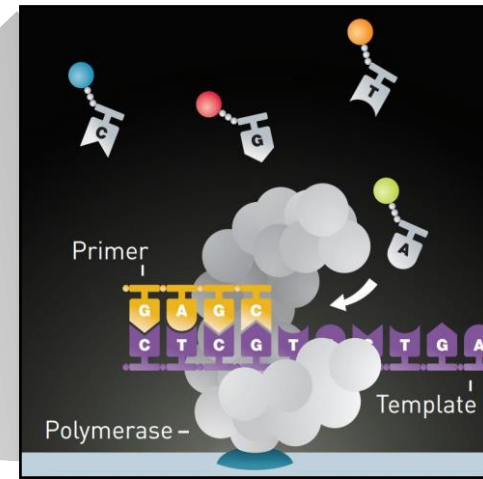 T
C
G
A
Primer
G A G C
C T C G T C T G A
Template
Polymerase